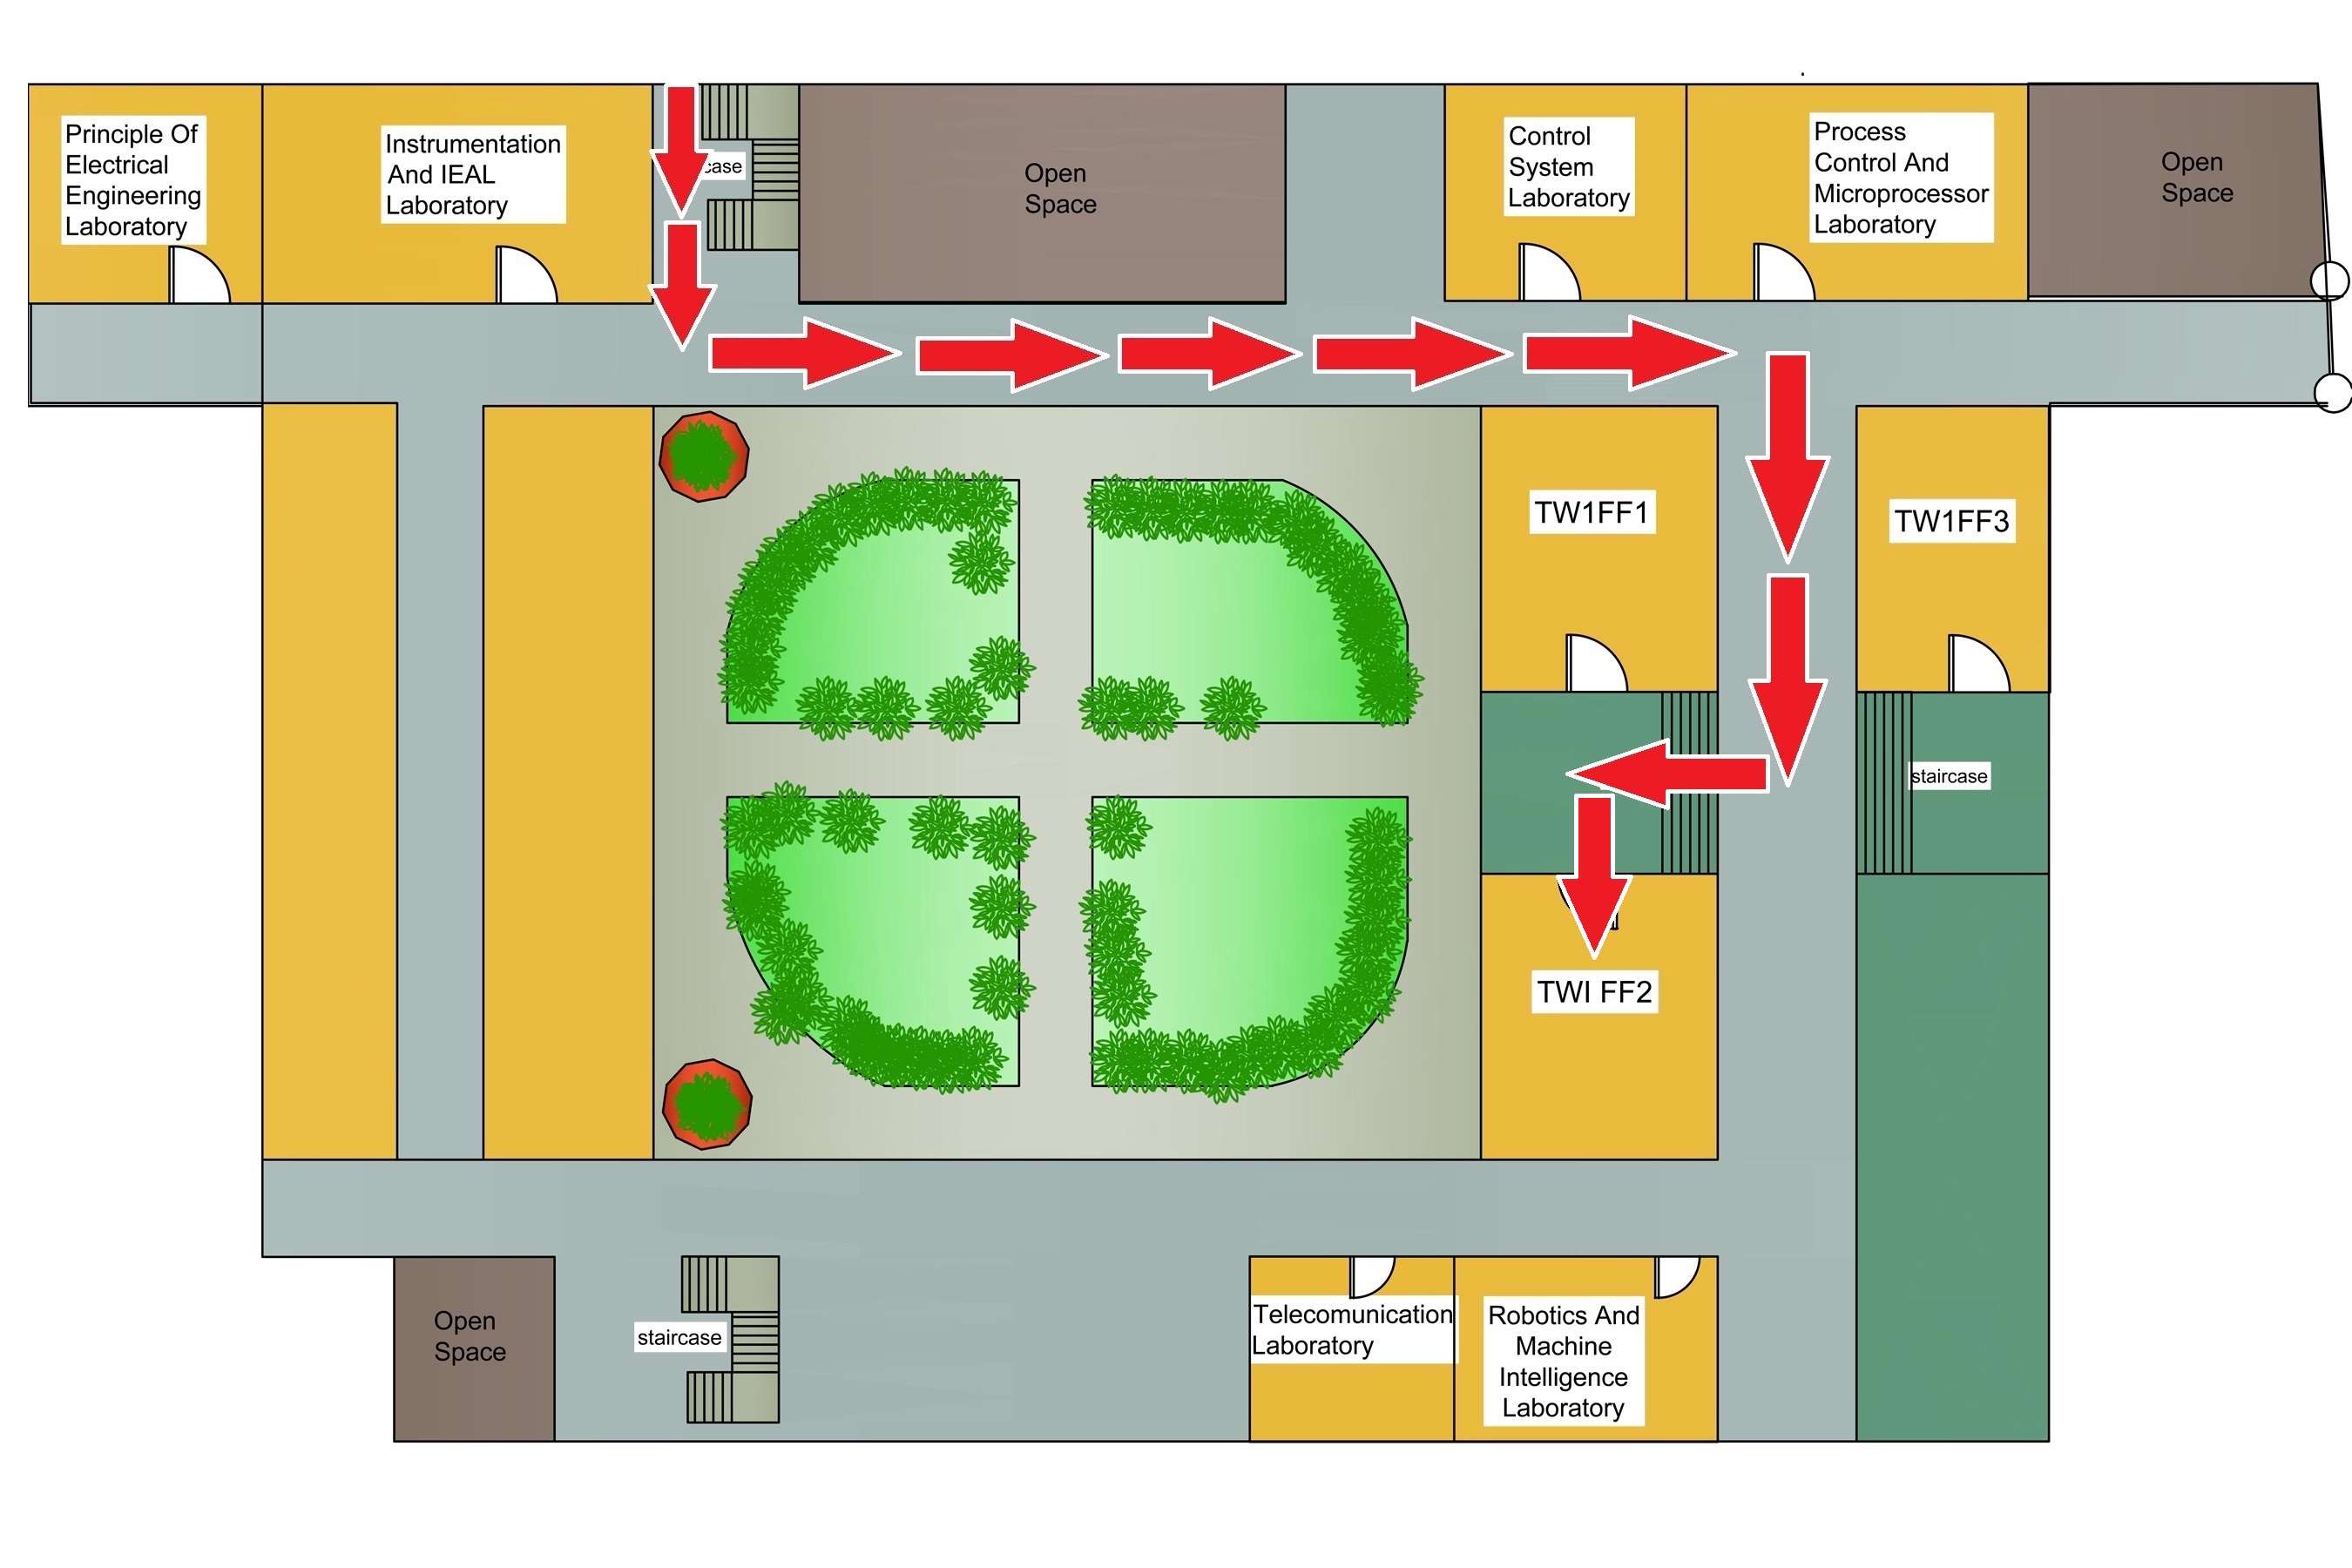 Principle Of
Electrical
Engineering
Laboratory
Instrumentation
And IEAL
Laboratory
Open
Space
Control
System
Laboratory
Process
Control And
Microprocessor
Laboratory
Open
Space
TW1FF1
TW1FF3
staircase
TWI FF2
Open
Space
staircase
Telecomunication
Laboratory
Robotics And
Machine
Intelligence
Laboratory